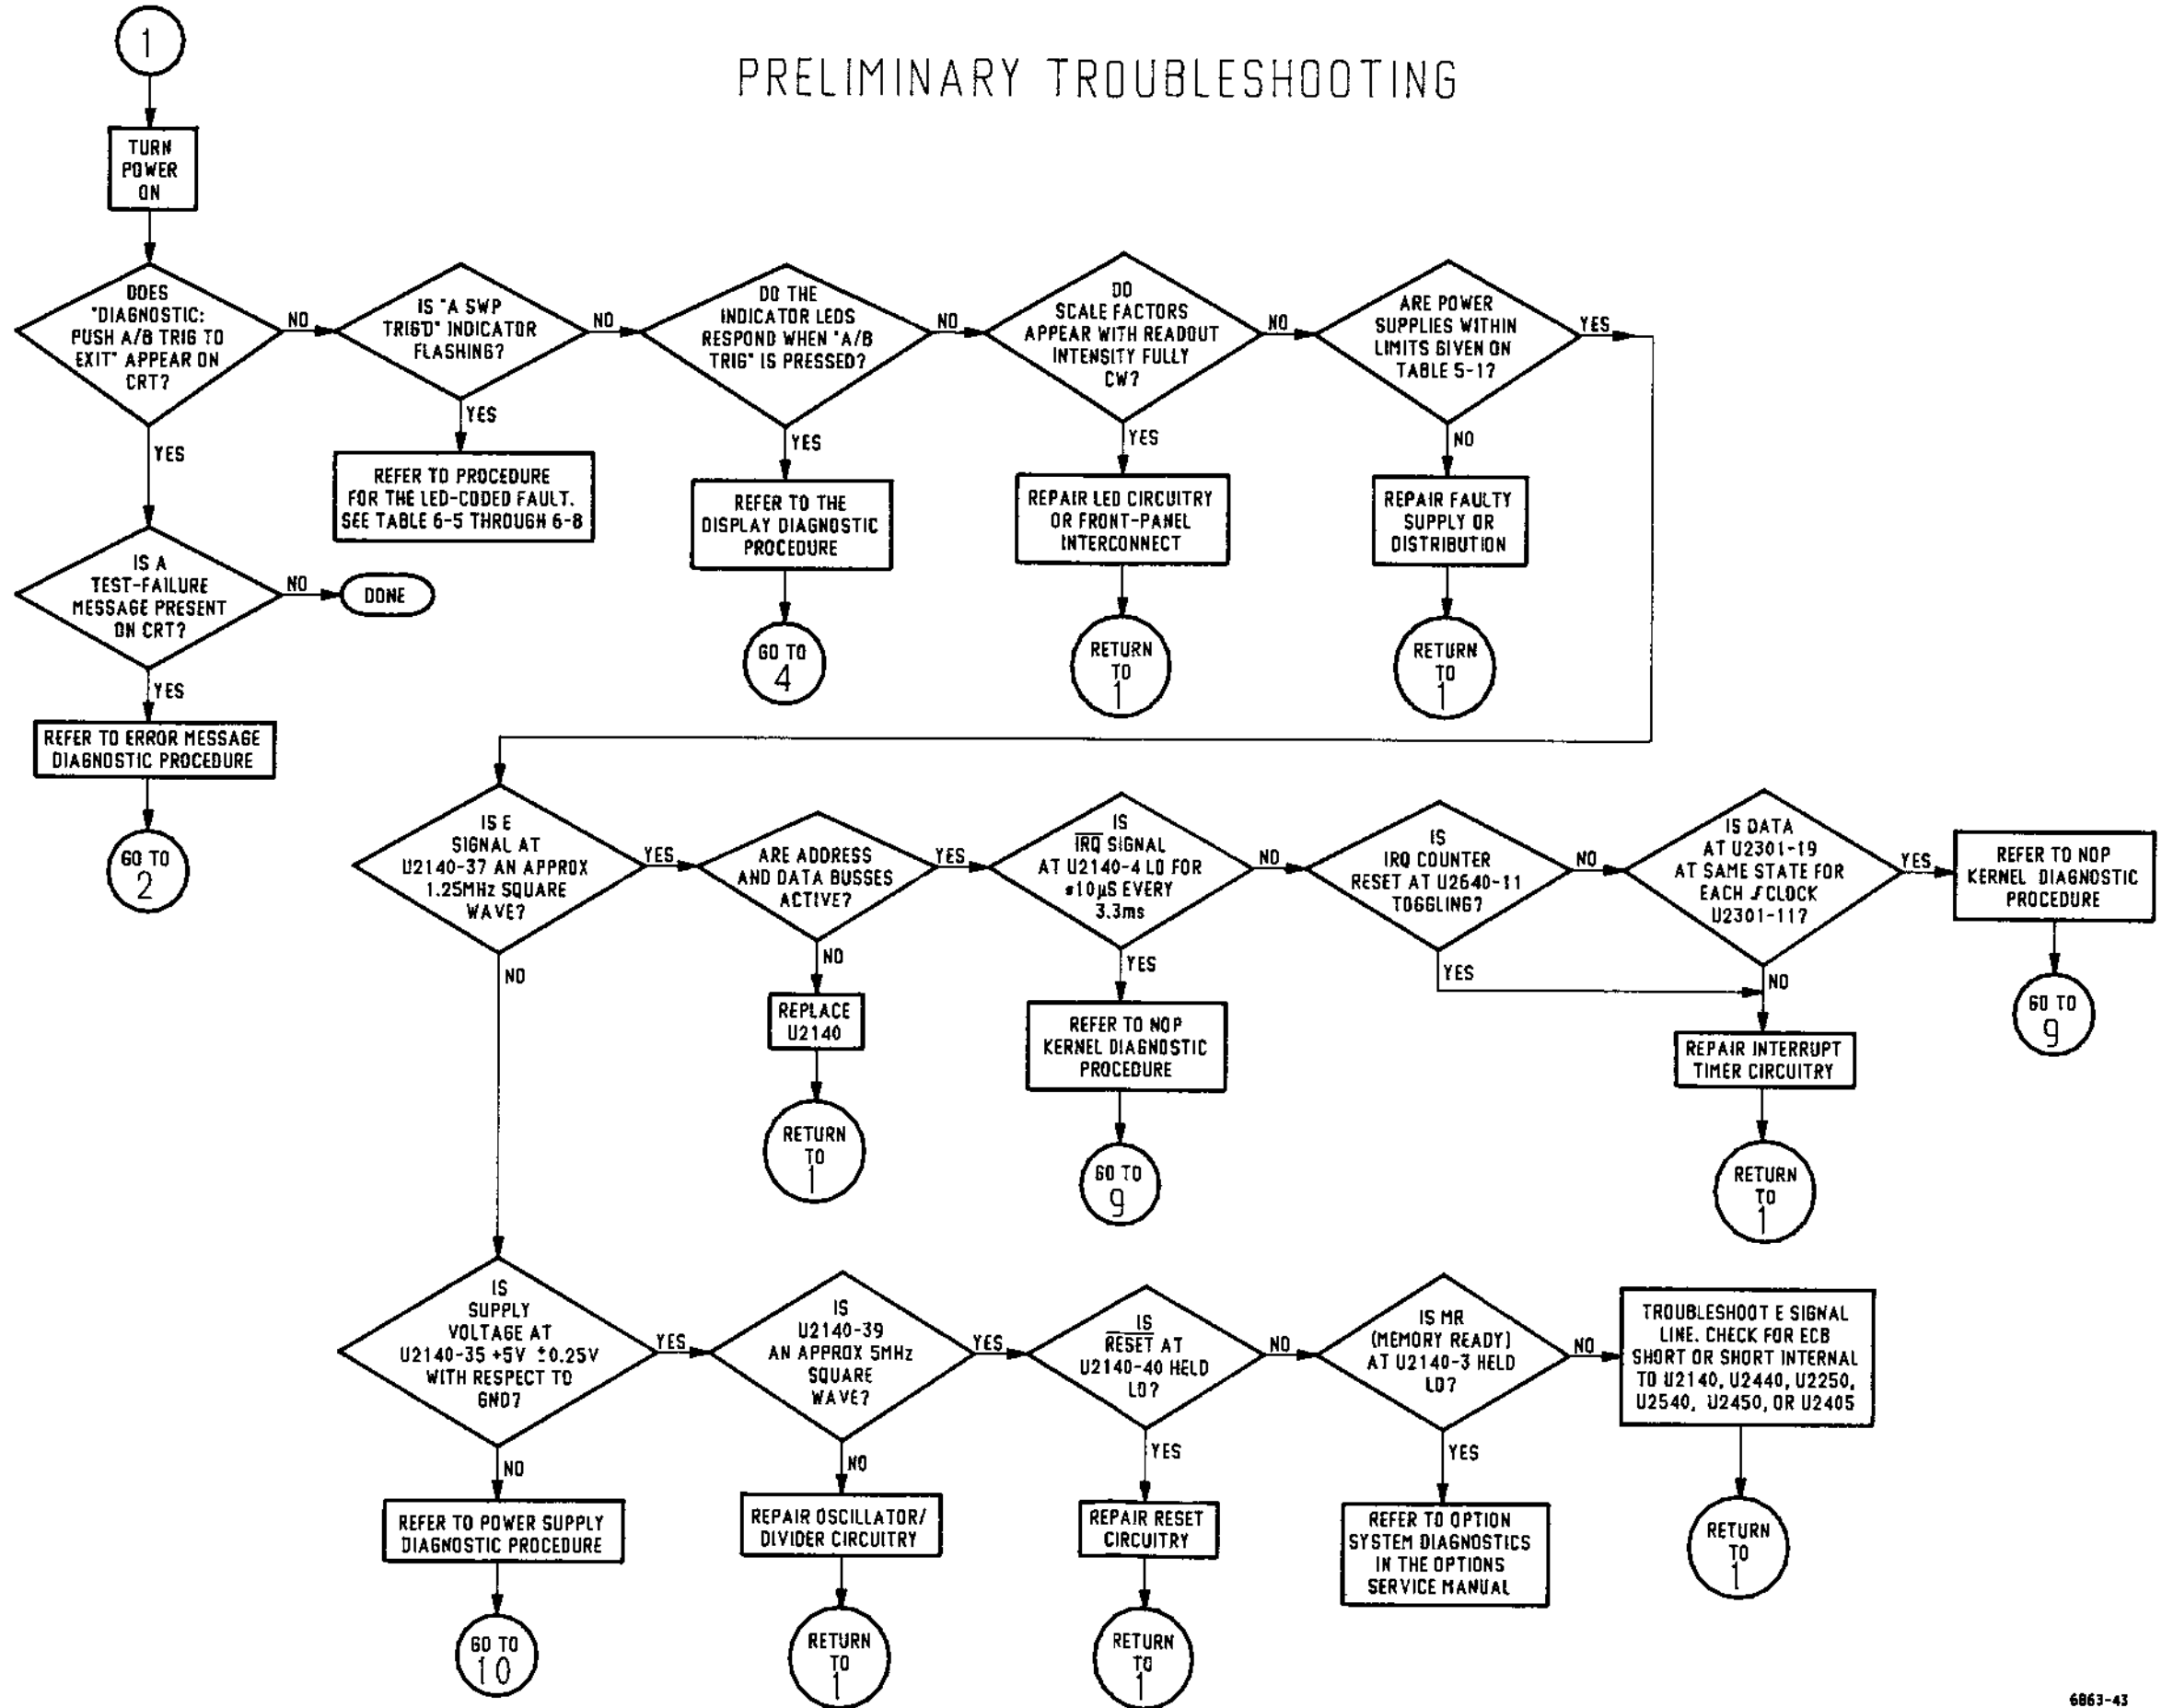 1
PRELIMINARY TROUBLESHOOTING
TURN
POWER
ON
DOES
"DIAGNOSTIC:
PUSH A/B TRIG TO
EXIT" APPEAR ON
CRT?
NO
YES
IS "A SWP
TRIG'D" INDICATOR
FLASHING?
NO
YES
DO THE
INDICATOR LEDS
RESPOND WHEN "A/B
TRIG" IS PRESSED?
NO
YES
DO
SCALE FACTORS
APPEAR WITH READOUT
INTENSITY FULLY
CW?
NO
YES
ARE POWER
SUPPLIES WITHIN
LIMITS GIVEN ON
TABLE 5-1?
YES
NO
REFER TO PROCEDURE
FOR THE LED-CODED FAULT.
SEE TABLE 6-5 THROUGH 6-8
REFER TO THE
DISPLAY DIAGNOSTIC
PROCEDURE
GO TO
4
REPAIR LED CIRCUITRY
OR FRONT-PANEL
INTERCONNECT
RETURN
TO
1
REPAIR FAULTY
SUPPLY OR
DISTRIBUTION
RETURN
TO
1
IS A
TEST-FAILURE
MESSAGE PRESENT
ON CRT?
NO
DONE
YES
REFER TO ERROR MESSAGE
DIAGNOSTIC PROCEDURE
GO TO
2
IS E
SIGNAL AT
U2140-37 AN APPROX
1.25MHz SQUARE
WAVE?
YES
NO
ARE ADDRESS
AND DATA BUSSES
ACTIVE?
YES
NO
REPLACE
U2140
RETURN
TO
1
IS
IRQ SIGNAL
AT U2140-4 LO FOR
≈10µS EVERY
3.3ms
NO
YES
REFER TO NOP
KERNEL DIAGNOSTIC
PROCEDURE
GO TO
9
IS
IRQ COUNTER
RESET AT U2640-11
TOGGLING?
NO
YES
IS DATA
AT U2301-19
AT SAME STATE FOR
EACH ƒ CLOCK
U2301-11?
YES
NO
REFER TO NOP
KERNEL DIAGNOSTIC
PROCEDURE
GO TO
9
REPAIR INTERRUPT
TIMER CIRCUITRY
RETURN
TO
1
IS
SUPPLY
VOLTAGE AT
U2140-35 +5V ±0.25V
WITH RESPECT TO
GND?
YES
NO
REFER TO POWER SUPPLY
DIAGNOSTIC PROCEDURE
GO TO
10
IS
U2140-39
AN APPROX 5MHz
SQUARE
WAVE?
YES
NO
REPAIR OSCILLATOR/
DIVIDER CIRCUITRY
RETURN
TO
1
IS
RESET AT
U2140-40 HELD
LO?
NO
YES
REPAIR RESET
CIRCUITRY
RETURN
TO
1
IS MR
(MEMORY READY)
AT U2140-3 HELD
LO?
NO
YES
REFER TO OPTION
SYSTEM DIAGNOSTICS
IN THE OPTIONS
SERVICE MANUAL
TROUBLESHOOT E SIGNAL
LINE. CHECK FOR ECB
SHORT OR SHORT INTERNAL
TO U2140, U2440, U2250,
U2540, U2450, OR U2405
RETURN
TO
1
6863-43